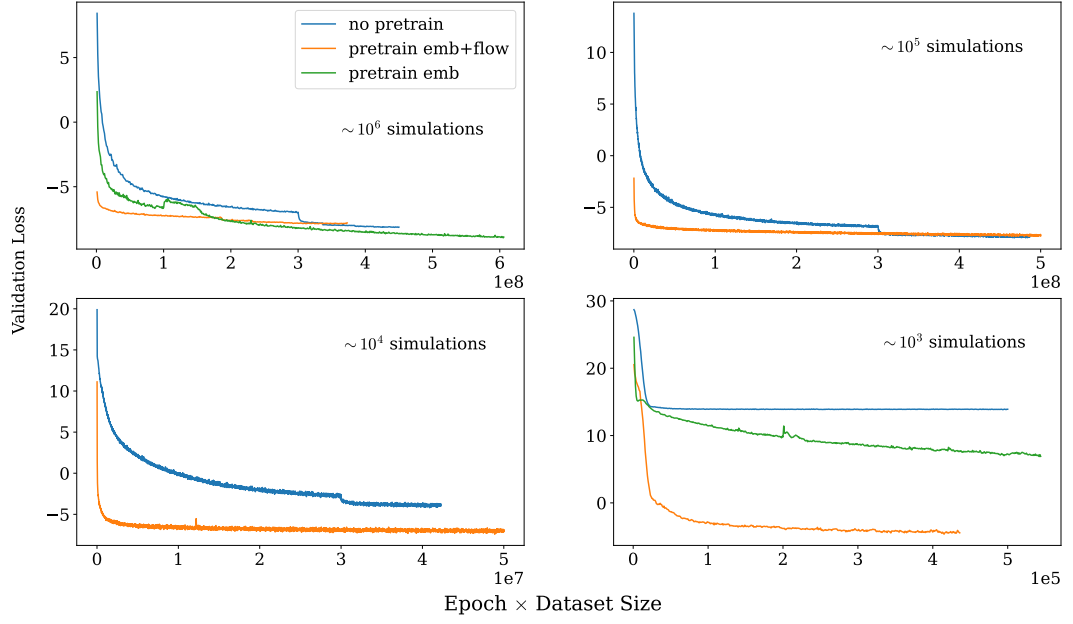 no pretrain
pretrain emb+flow
pretrain emb
~10^6 simulations
5
0
−5
0 1 2 3 4 5 6
1e8
~10^5 simulations
10
5
0
−5
0 1 2 3 4 5
1e8
Validation Loss
~10^4 simulations
20
15
10
5
0
−5
0 1 2 3 4 5
1e7
~10^3 simulations
30
20
10
0
0 1 2 3 4 5
1e5
Epoch × Dataset Size